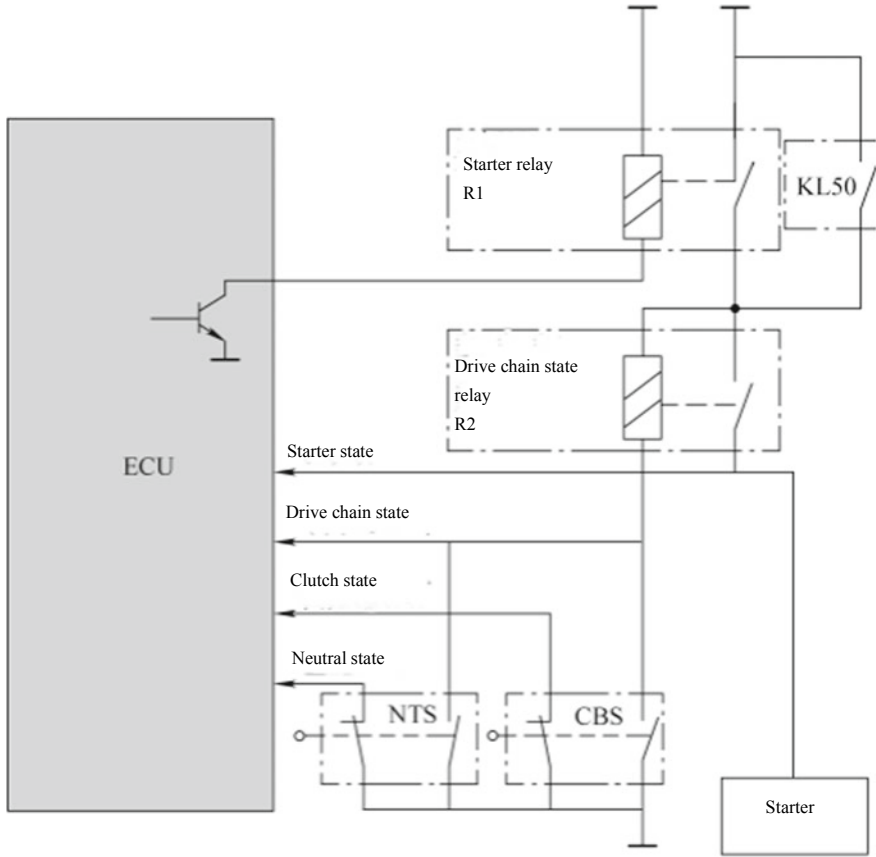 Starter relay
R1
KL50
Drive chain state
relay
R2
ECU
Starter state
Drive chain state
Clutch state
Neutral state
NTS
CBS
Starter